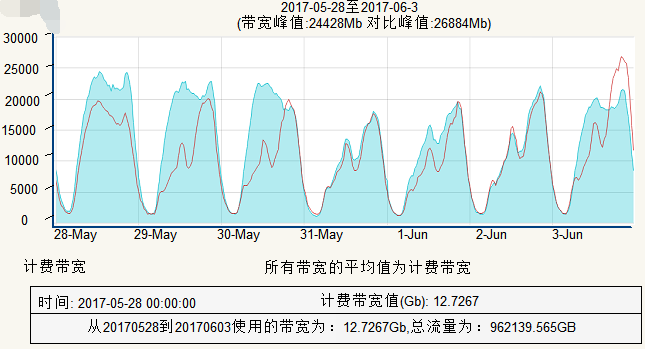 2017-05-28至2017-06-3
(带宽峰值:24428Mb 对比峰值:26884Mb)
30000
25000
20000
15000
10000
5000
0
28-May 29-May 30-May 31-May 1-Jun 2-Jun 3-Jun
计费带宽 所有带宽的平均值为计费带宽
时间: 2017-05-28 00:00:00 计费带宽值(Gb): 12.7267
从20170528到20170603使用的带宽为：12.7267Gb,总流量为：962139.565GB